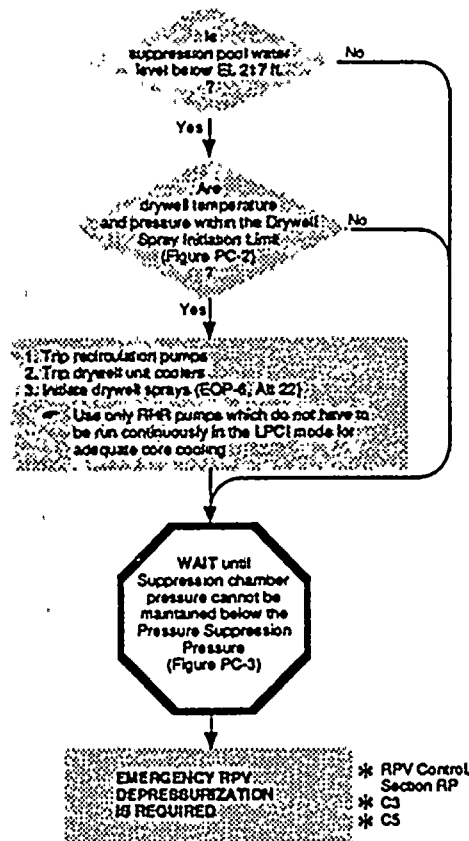 Is
suppression pool water
level below EL 217 ft.
?
No
Yes
Are
drywell temperature
and pressure within the Drywell
Spray Initiation Limit
(Figure PC-2)
?
No
Yes
1. Trip recirculation pumps
2. Trip drywell unit coolers
3. Initiate drywell sprays (EOP-6, Att 22)
Use only RHR pumps which do not have to
be run continuously in the LPCI mode for
adequate core cooling
WAIT until
Suppression chamber
pressure cannot be
maintained below the
Pressure Suppression
Pressure
(Figure PC-3)
EMERGENCY RPV
DEPRESSURIZATION
IS REQUIRED
* RPV Control,
Section RP
* C3
* C5